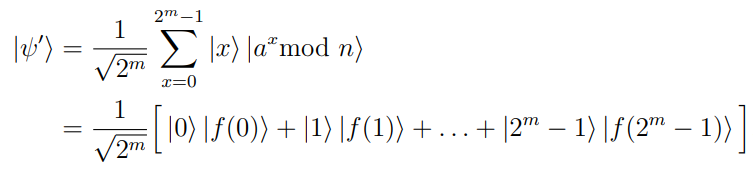 |ψ′⟩ = 1/√2^m ∑_{x=0}^{2^m−1} |x⟩ |a^x mod n⟩
= 1/√2^m [ |0⟩ |f(0)⟩ + |1⟩ |f(1)⟩ + . . . + |2^m − 1⟩ |f(2^m − 1)⟩ ]